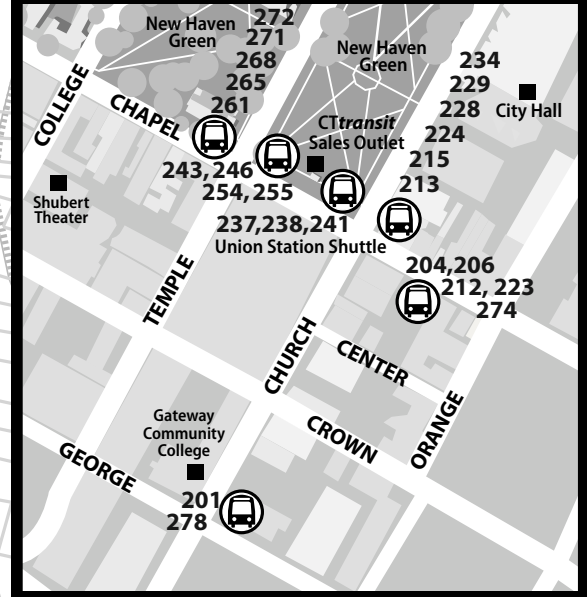 New Haven
Green
272
271
268
265
261
New Haven
Green
234
229
228
224
215
213
City Hall
COLLEGE
CHAPEL
CTtransit
Sales Outlet
243, 246
254, 255
Shubert
Theater
237,238,241
Union Station Shuttle
204,206
212, 223
274
TEMPLE
CHURCH
CENTER
ORANGE
CROWN
Gateway
Community
College
GEORGE
201
278